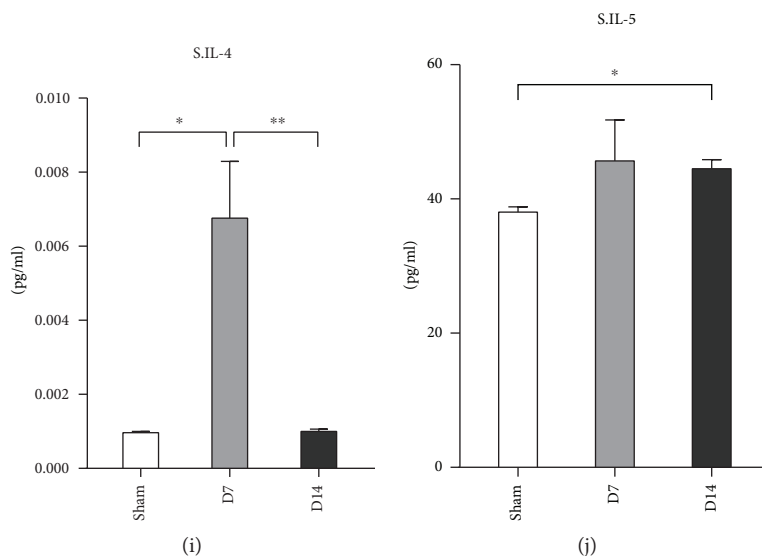 S.IL-4
*
**
0.010
0.008
0.006
0.004
0.002
0.000
(pg/ml)
Sham
D7
D14
(i)
S.IL-5
*
60
40
20
0
(pg/ml)
Sham
D7
D14
(j)